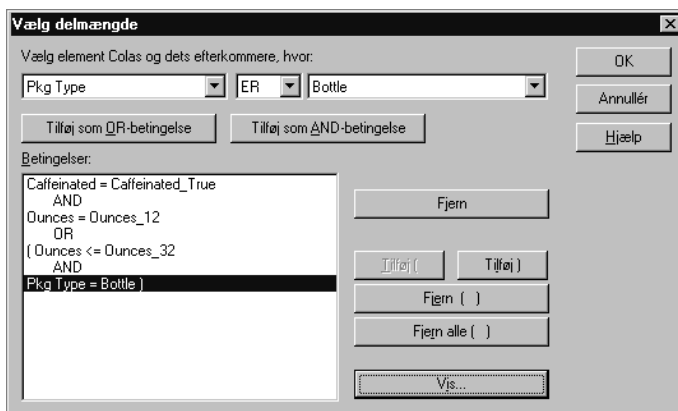 Vælg delmængde
Vælg element Colas og dets efterkommere, hvor:
Pkg Type ER Bottle
OK
Annullér
Tilføj som OR-betingelse Tilføj som AND-betingelse
Hjælp
Betingelser:
Caffeinated = Caffeinated_True
AND
Ounces = Ounces_12
OR
( Ounces <= Ounces_32
AND
Pkg Type = Bottle )
Fjern
Tilføj ( Tilføj )
Fjern ( )
Fjern alle ( )
Vis...